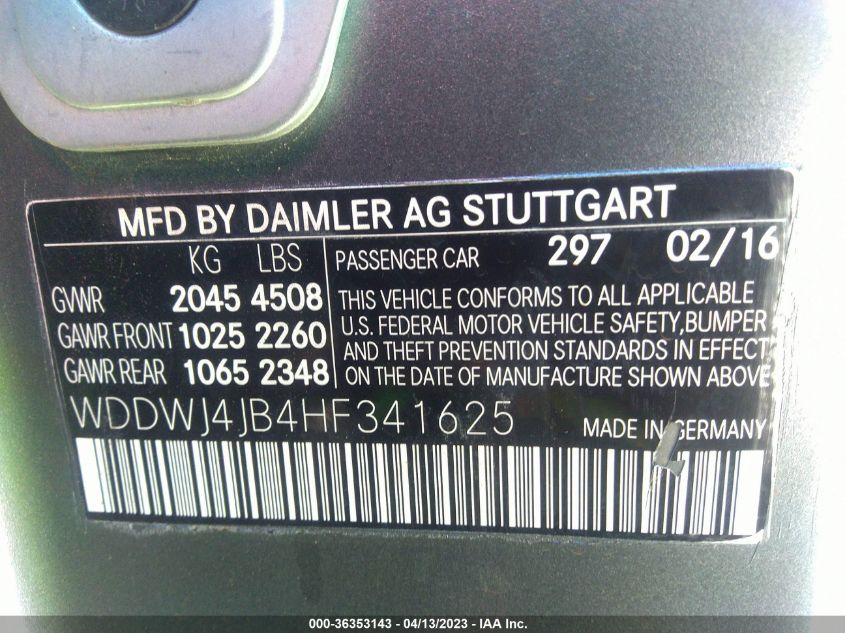 MFD BY DAIMLER AG STUTTGART
KG LBS
GVWR 2045 4508
GAWR FRONT 1025 2260
GAWR REAR 1065 2348
PASSENGER CAR 297 02/16
THIS VEHICLE CONFORMS TO ALL APPLICABLE
U.S. FEDERAL MOTOR VEHICLE SAFETY,BUMPER
AND THEFT PREVENTION STANDARDS IN EFFECT
ON THE DATE OF MANUFACTURE SHOWN ABOVE
WDDWJ4JB4HF341625
MADE IN GERMANY
000-36353143 - 04/13/2023 - IAA Inc.